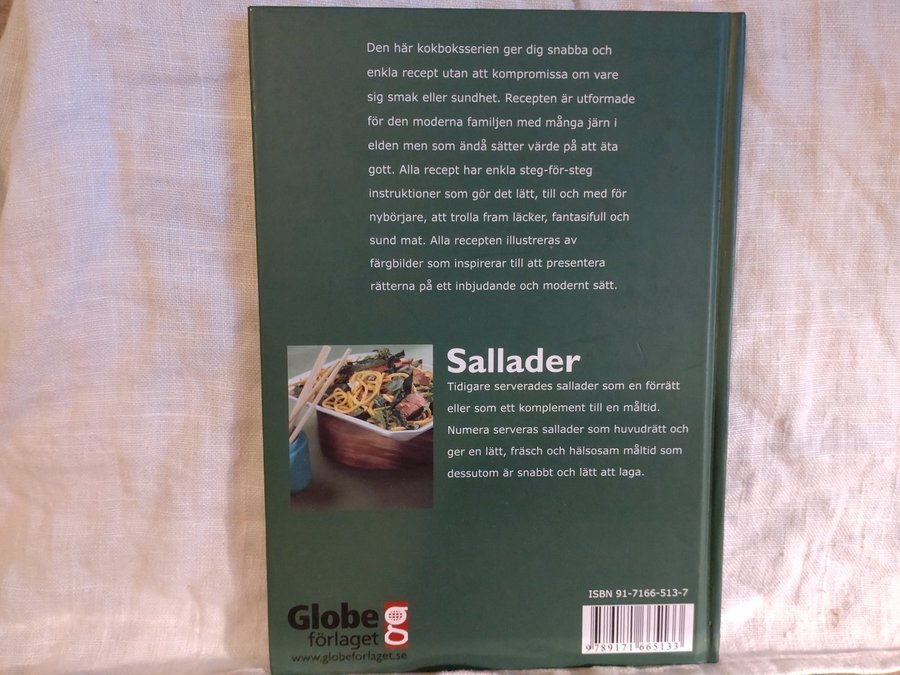 Den här kokboksserien ger dig snabba och
enkla recept utan att kompromissa om vare
sig smak eller sundhet. Recepten är utformade
för den moderna familjen med många järn i
elden men som ändå sätter värde på att äta
gott. Alla recept har enkla steg-för-steg
instruktioner som gör det lätt, till och med för
nybörjare, att trolla fram läcker, fantasifull och
sund mat. Alla recepten illustreras av
färgbilder som inspirerar till att presentera
rätterna på ett inbjudande och modernt sätt.
Sallader
Tidigare serverades sallader som en förrätt
eller som ett komplement till en måltid.
Numera serveras sallader som huvudrätt och
ger en lätt, fräsch och hälsosam måltid som
dessutom är snabbt och lätt att laga.
ISBN 91-7166-513-7
9789171665133
Globe g
förlaget
www.globeforlaget.se